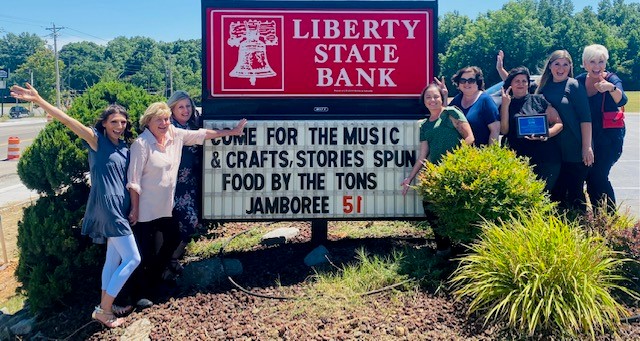 LIBERTY
STATE
BANK
COME FOR THE MUSIC
& CRAFTS, STORIES SPUN
FOOD BY THE TONS
JAMBOREE 51